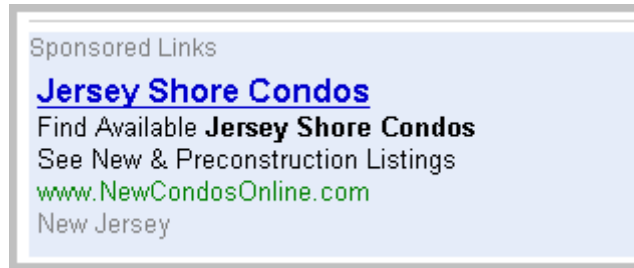 Sponsored Links
Jersey Shore Condos
Find Available Jersey Shore Condos
See New & Preconstruction Listings
www.NewCondosOnline.com
New Jersey